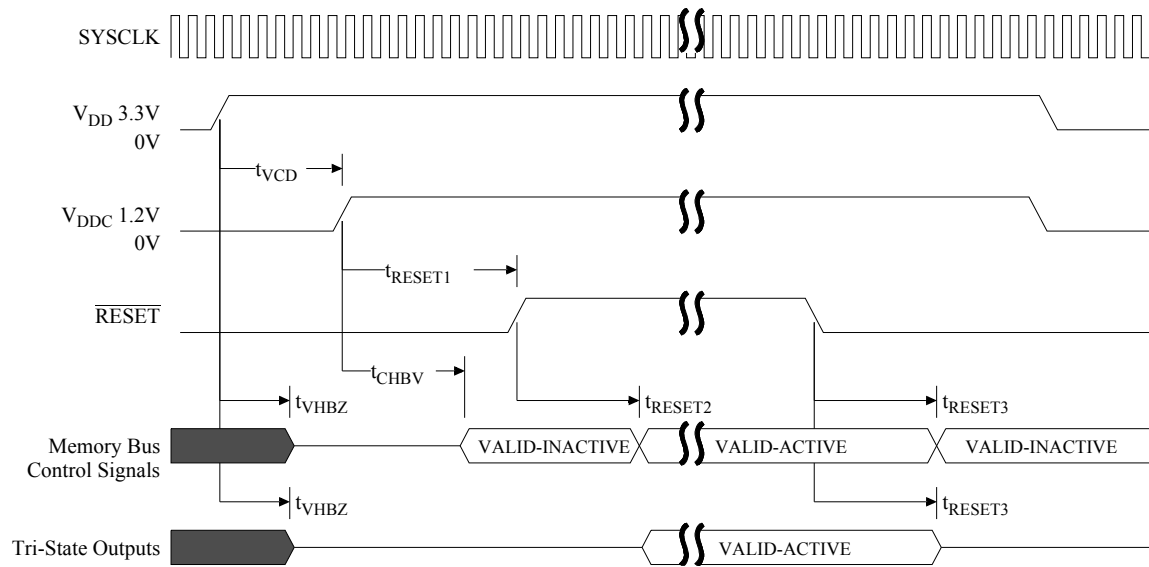 SYSCLK
VDD 3.3V
0V
tVCD
VDDC 1.2V
0V
tRESET1
RESET
tCHBV
tVHBZ
tRESET2
tRESET3
Memory Bus
Control Signals
VALID-INACTIVE
VALID-ACTIVE
VALID-INACTIVE
tVHBZ
tRESET3
Tri-State Outputs
VALID-ACTIVE